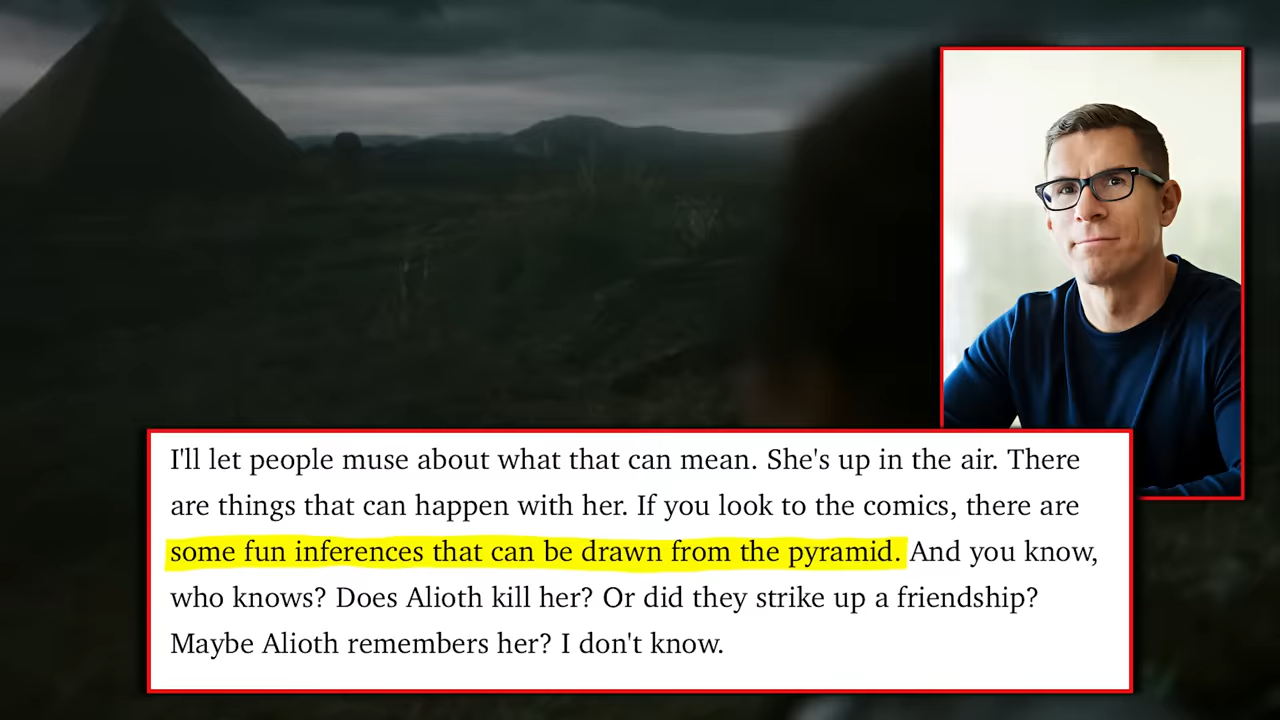 I'll let people muse about what that can mean. She's up in the air. There
are things that can happen with her. If you look to the comics, there are
some fun inferences that can be drawn from the pyramid. And you know,
who knows? Does Alioth kill her? Or did they strike up a friendship?
Maybe Alioth remembers her? I don't know.